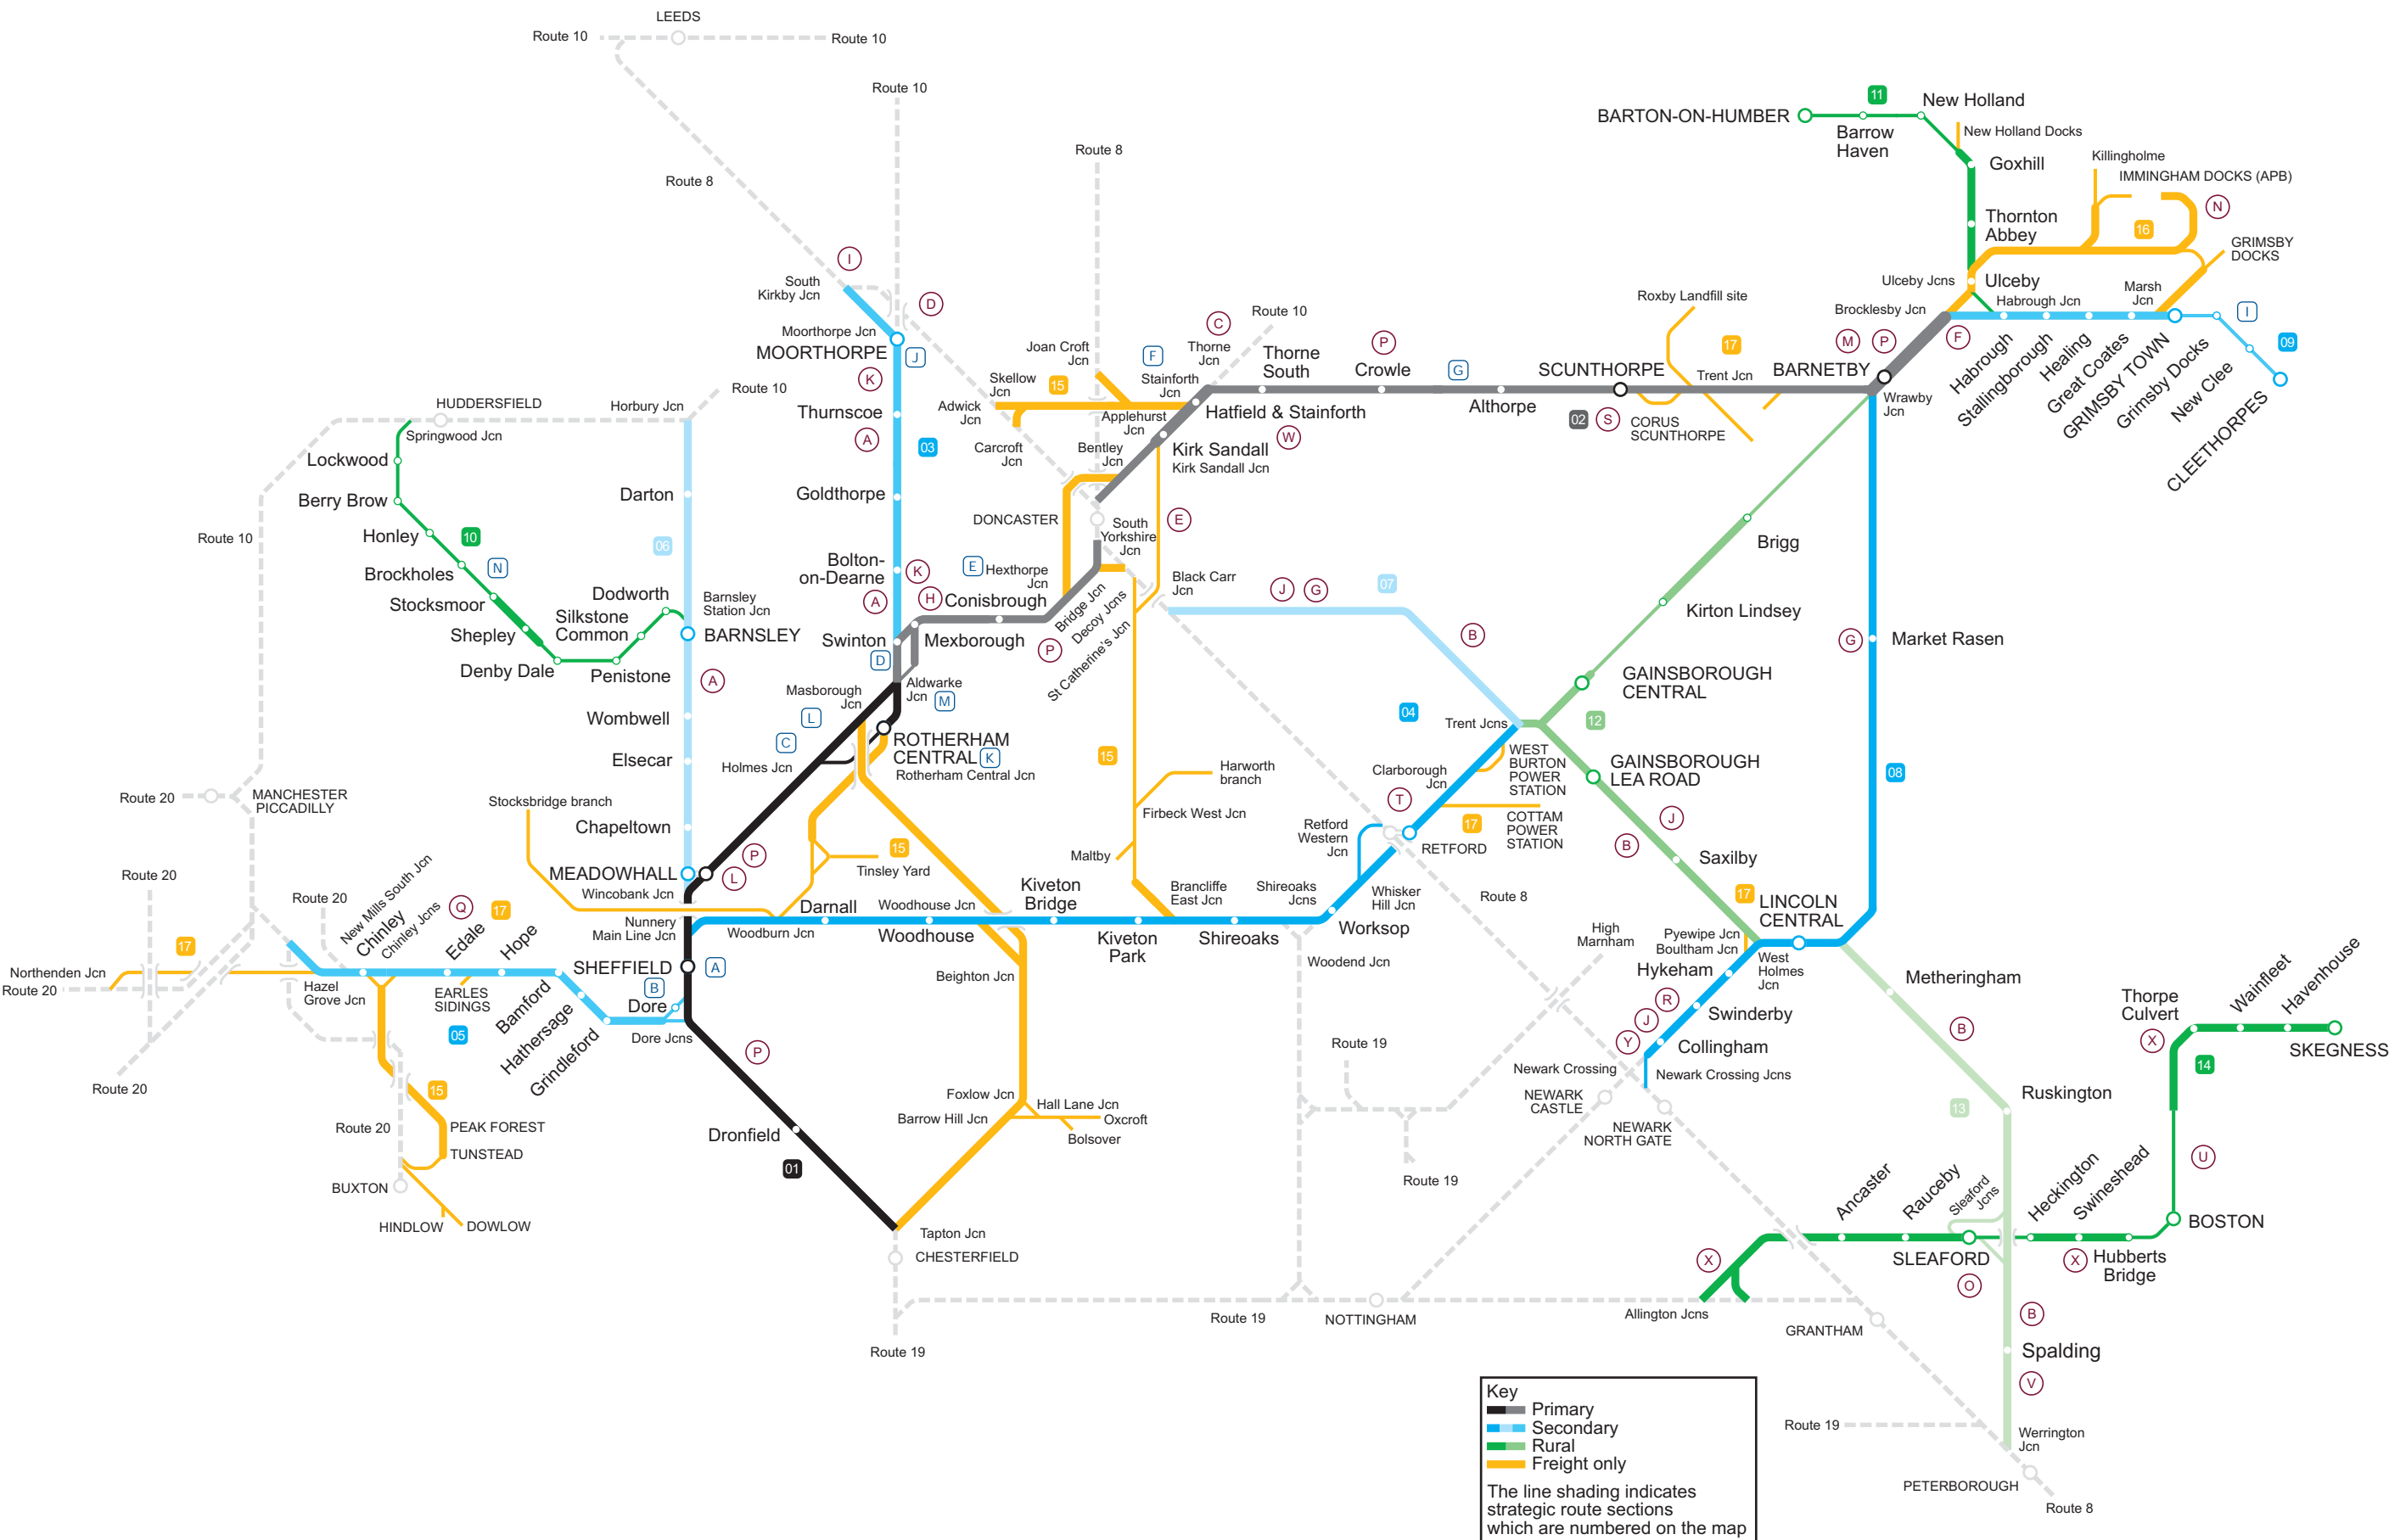 LEEDS
Route 10
Route 10
Route 10
Route 8
Route 8
BARTON-ON-HUMBER
11
New Holland
Barrow
Haven
New Holland Docks
Goxhill
Killingholme
IMMINGHAM DOCKS (APB)
N
16
Thornton
Abbey
GRIMSBY
DOCKS
Ulceby Jcns
Ulceby
Marsh
Jcn
Habrough Jcn
Brocklesby Jcn
I
09
F
Habrough
Stallingborough
Healing
Great Coates
GRIMSBY TOWN
Grimsby Docks
New Clee
CLEETHORPES
I
South
Kirkby Jcn
D
Moorthorpe Jcn
MOORTHORPE
J
K
Thurnscoe
A
03
Goldthorpe
Bolton-
on-Dearne
K
A
H
Swinton
D
Mexborough
Conisbrough
E
Hexthorpe
Jcn
P
Joan Croft
Jcn
Skellow
Jcn
15
Adwick
Jcn
Carcroft
Jcn
Applehurst
Jcn
Bentley
Jcn
F
C
Thorne
Jcn
Stainforth
Jcn
Route 10
Hatfield & Stainforth
W
Kirk Sandall
Kirk Sandall Jcn
E
DONCASTER
South
Yorkshire
Jcn
Bridge Jcn
Decoy Jcns
St Catherine's Jcn
Black Carr
Jcn
Thorne
South
P
Crowle
G
Althorpe
SCUNTHORPE
02
S
CORUS
SCUNTHORPE
Roxby Landfill site
17
Trent Jcn
M
P
BARNETBY
Wrawby
Jcn
Route 10
HUDDERSFIELD
Horbury Jcn
Springwood Jcn
Lockwood
Berry Brow
Honley
10
Brockholes
N
Stocksmoor
Shepley
Denby Dale
Silkstone
Common
Dodworth
Penistone
Route 10
Darton
06
Barnsley
Station Jcn
BARNSLEY
A
Wombwell
Elsecar
Chapeltown
MEADOWHALL
Wincobank Jcn
P
L
Masborough
Jcn
Aldwarke
Jcn
M
L
C
Holmes Jcn
ROTHERHAM
CENTRAL
K
Rotherham Central Jcn
15
Tinsley Yard
15
Harworth
branch
Firbeck West Jcn
Maltby
J
G
07
B
04
Trent Jcns
Brigg
Kirton Lindsey
GAINSBOROUGH
CENTRAL
12
GAINSBOROUGH
LEA ROAD
G
Market Rasen
08
WEST
BURTON
POWER
STATION
Clarborough
Jcn
T
17
COTTAM
POWER
STATION
RETFORD
Retford
Western
Jcn
Whisker
Hill Jcn
J
B
Saxilby
17
LINCOLN
CENTRAL
Pyewipe Jcn
Boultham Jcn
West
Holmes
Jcn
Route 20
MANCHESTER
PICCADILLY
Stocksbridge branch
Route 20
Route 20
New Mills South Jcn
Chinley
Chinley Jcns
Q
17
Edale
Hope
17
Northenden Jcn
Route 20
Hazel
Grove Jcn
EARLES
SIDINGS
05
Bamford
Hathersage
Grindleford
Route 20
Nunnery
Main Line Jcn
Woodburn Jcn
Darnall
Woodhouse Jcn
Woodhouse
Kiveton
Bridge
Kiveton
Park
Brancliffe
East Jcn
Shireoaks
Shireoaks
Jcns
Worksop
Woodend Jcn
Route 8
High
Marnham
SHEFFIELD
A
B
Dore
Dore Jcns
Beighton Jcn
P
Dronfield
01
Foxlow Jcn
Barrow Hill Jcn
Hall Lane Jcn
Oxcroft
Bolsover
Tapton Jcn
CHESTERFIELD
Route 19
15
Route 20
PEAK FOREST
TUNSTEAD
BUXTON
HINDLOW
DOWLOW
Hykeham
R
Swinderby
J
Y
Collingham
Newark Crossing
Newark Crossing Jcns
NEWARK
CASTLE
NEWARK
NORTH GATE
Route 19
Route 19
Route 19
NOTTINGHAM
Metheringham
B
Ruskington
13
Thorpe
Culvert
X
Wainfleet
Havenhouse
SKEGNESS
14
U
BOSTON
Ancaster
Rauceby
Sleaford
Jcns
Heckington
Swineshead
SLEAFORD
O
X
Hubberts
Bridge
X
Allington Jcns
GRANTHAM
B
Spalding
V
Route 19
Werrington
Jcn
PETERBOROUGH
Route 8
Key
Primary
Secondary
Rural
Freight only
The line shading indicates
strategic route sections
which are numbered on the map